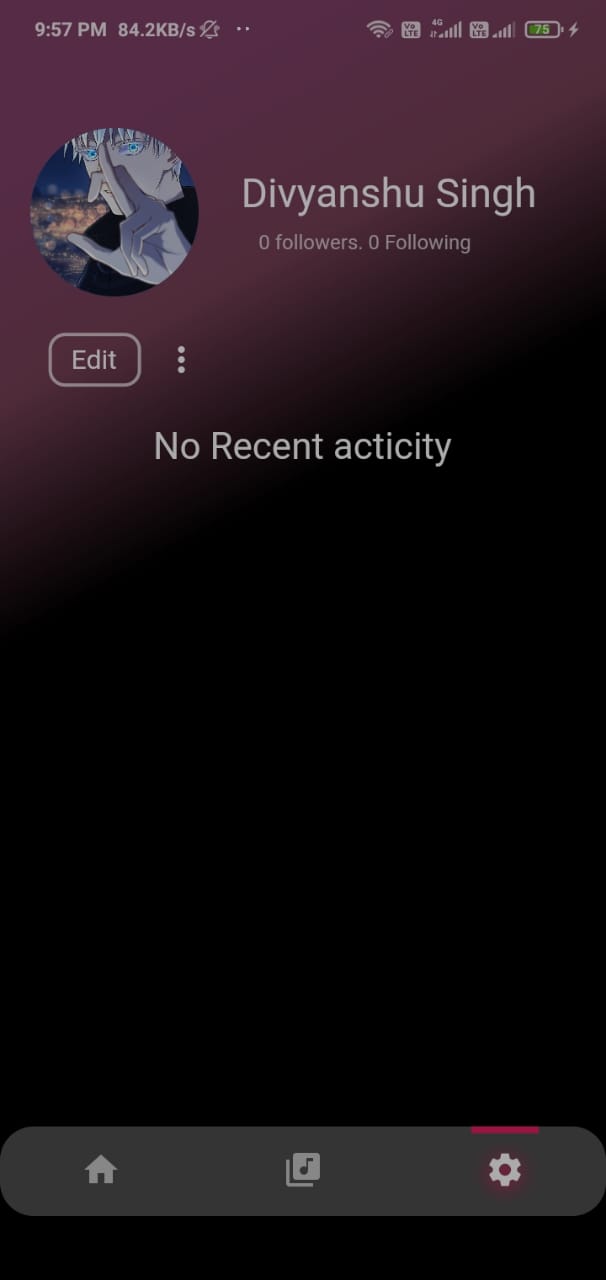 9:57 PM 84.2KB/s Vo LTE 4G Vo LTE 75
Divyanshu Singh
0 followers. 0 Following
Edit
No Recent acticity